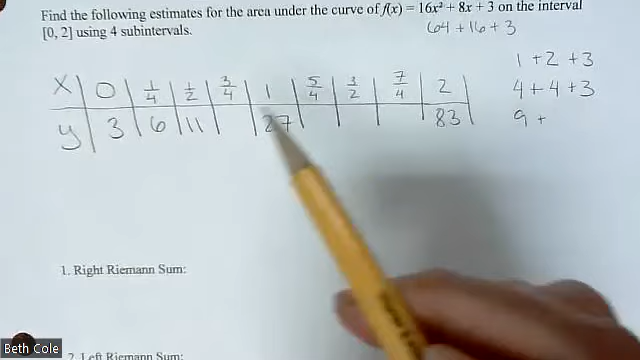 Find the following estimates for the area under the curve of f(x) = 16x² + 8x + 3 on the interval
[0, 2] using 4 subintervals.
64 + 16 + 3
1 + 2 + 3
4 + 4 + 3
9 +
X 0 1/4 1/2 3/4 1 5/4 3/2 7/4 2
y 3 6 11 27 83
1. Right Riemann Sum:
2. Left Riemann Sum:
Beth Cole